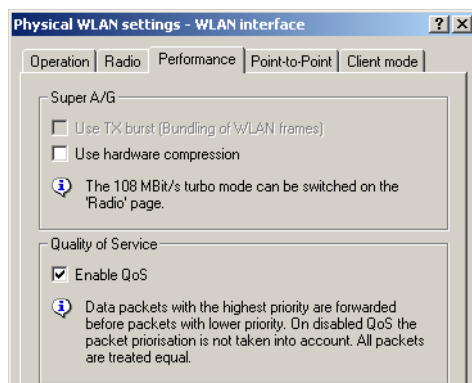 Physical WLAN settings - WLAN interface
Operation Radio Performance Point-to-Point Client mode
Super A/G
Use TX burst (Bundling of WLAN frames)
Use hardware compression
The 108 MBit/s turbo mode can be switched on the
'Radio' page.
Quality of Service
Enable QoS
Data packets with the highest priority are forwarded
before packets with lower priority. On disabled QoS the
packet priorisation is not taken into account. All packets
are treated equal.